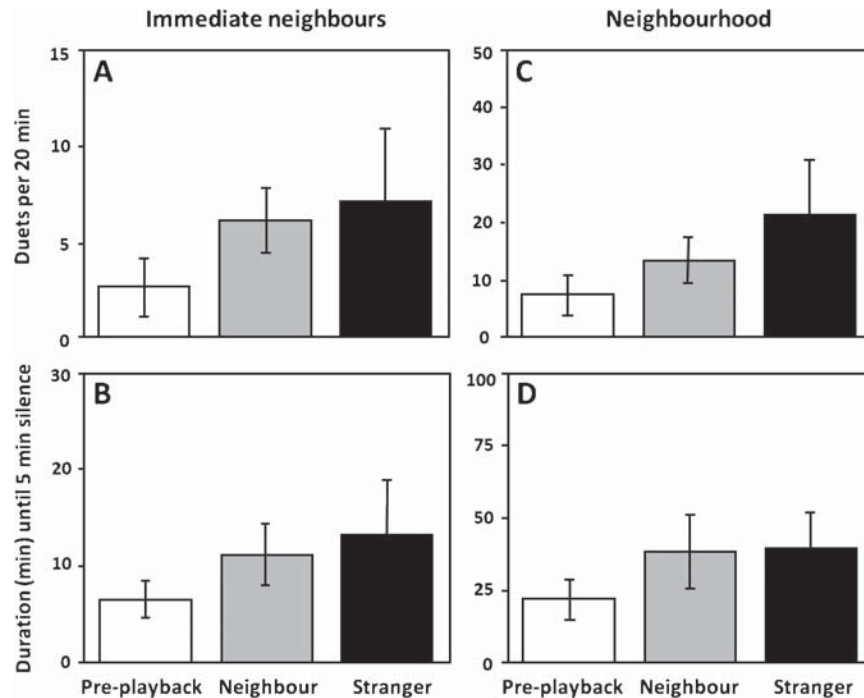 Immediate neighbours
Neighbourhood
Duets per 20 min
15
10
5
0
A
50
40
30
20
10
0
C
Duration (min) until 5 min silence
30
20
10
0
B
100
75
50
25
0
D
Pre-playback Neighbour Stranger
Pre-playback Neighbour Stranger